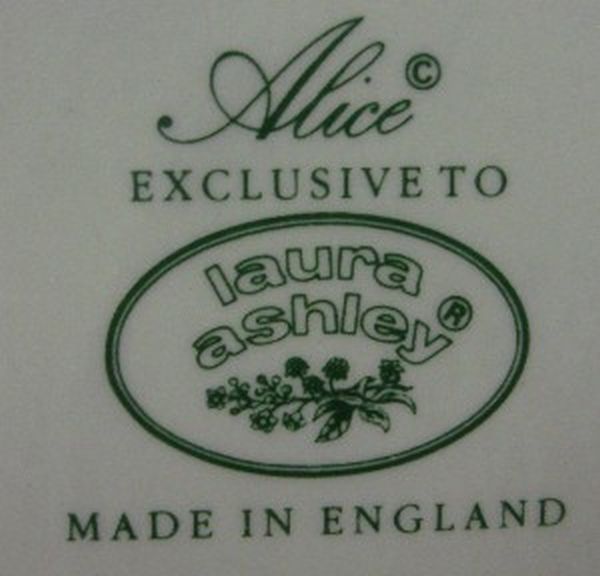 Alice©
EXCLUSIVE TO
laura
ashley®
MADE IN ENGLAND